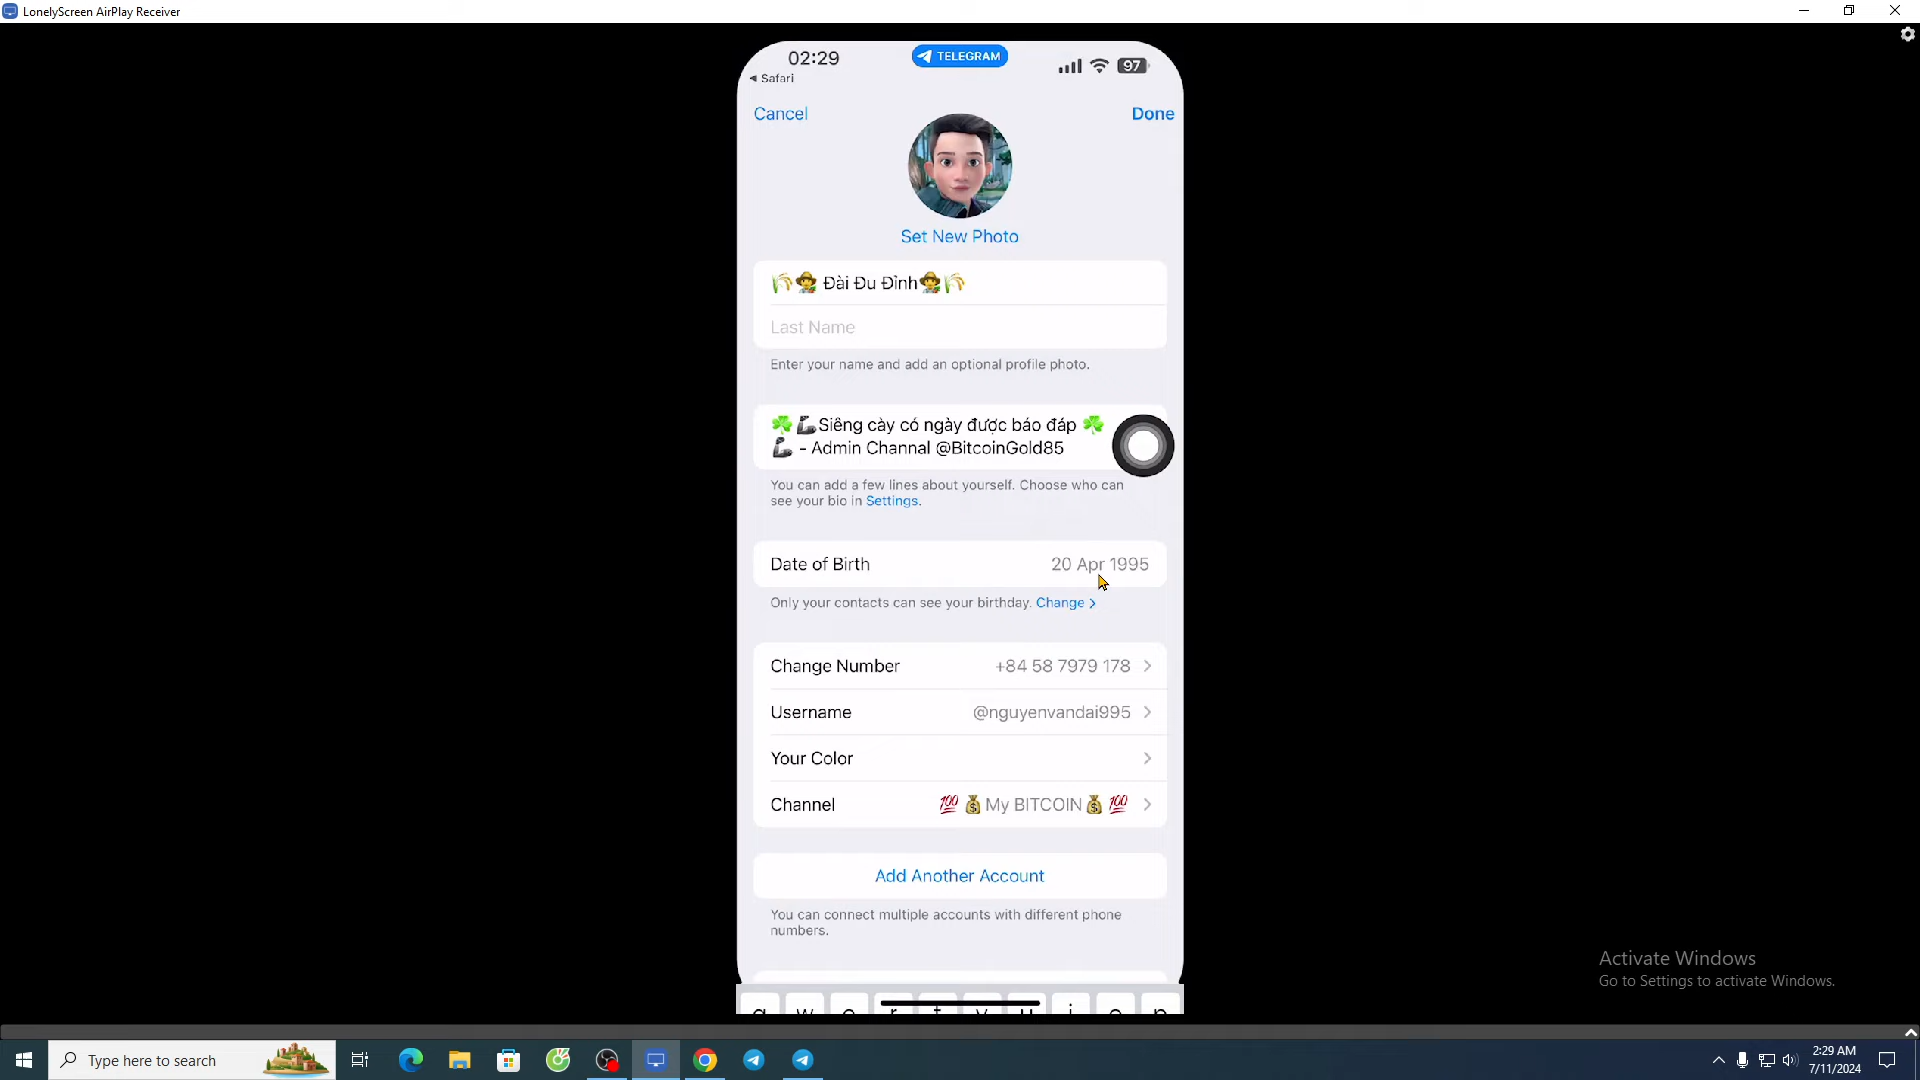 LonelyScreen AirPlay Receiver
02:29
TELEGRAM
97
Safari
Cancel
Done
Set New Photo
🌾🧑‍🌾 Đài Đu Đỉnh🧑‍🌾🌾
Last Name
Enter your name and add an optional profile photo.
☘️🦾Siêng cày có ngày được báo đáp ☘️
🦾 - Admin Channal @BitcoinGold85
You can add a few lines about yourself. Choose who can
see your bio in Settings.
Date of Birth 20 Apr 1995
Only your contacts can see your birthday. Change >
Change Number +84 58 7979 178 >
Username @nguyenvandai995 >
Your Color >
Channel 💯💰My BITCOIN💰💯 >
Add Another Account
You can connect multiple accounts with different phone
numbers.
Activate Windows
Go to Settings to activate Windows.
Type here to search
2:29 AM
7/11/2024